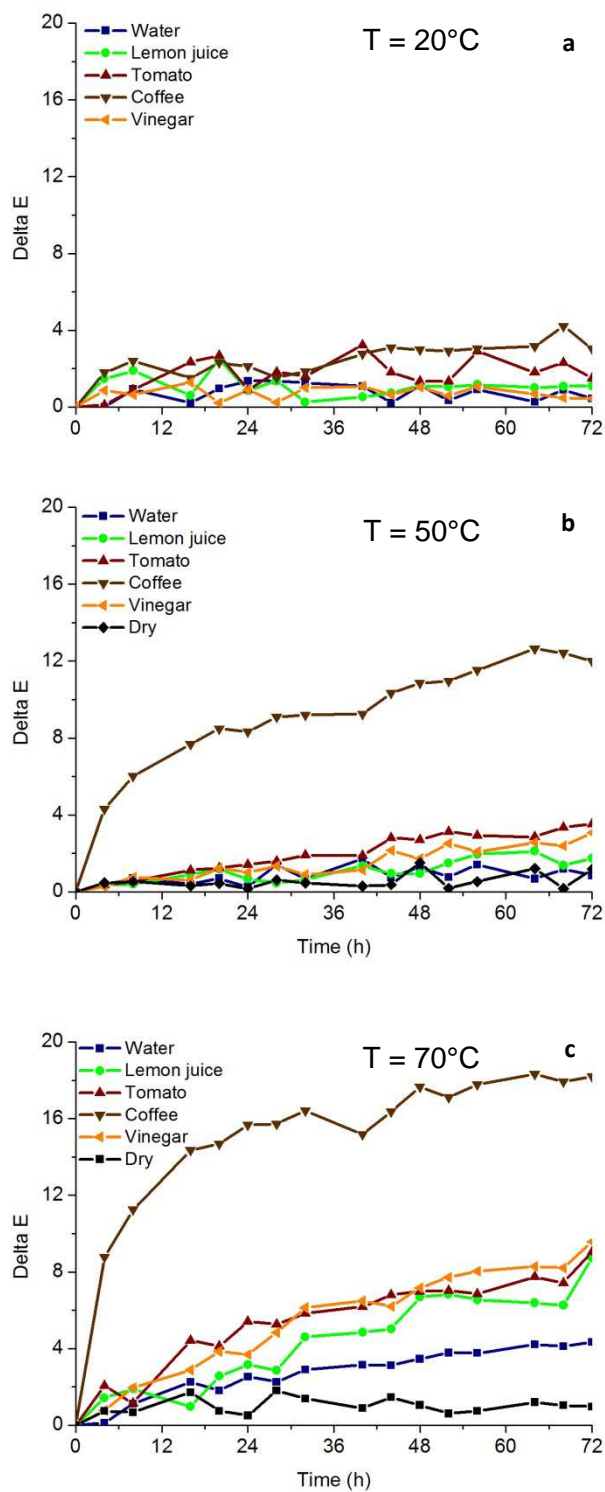 20
T = 20°C
a
Water
Lemon juice
Tomato
Coffee
Vinegar
16
12
8
4
0
Delta E
0 12 24 36 48 60 72
20
T = 50°C
b
Water
Lemon juice
Tomato
Coffee
Vinegar
Dry
16
12
8
4
0
Delta E
0 12 24 36 48 60 72
Time (h)
20
T = 70°C
c
Water
Lemon juice
Tomato
Coffee
Vinegar
Dry
16
12
8
4
0
Delta E
0 12 24 36 48 60 72
Time (h)